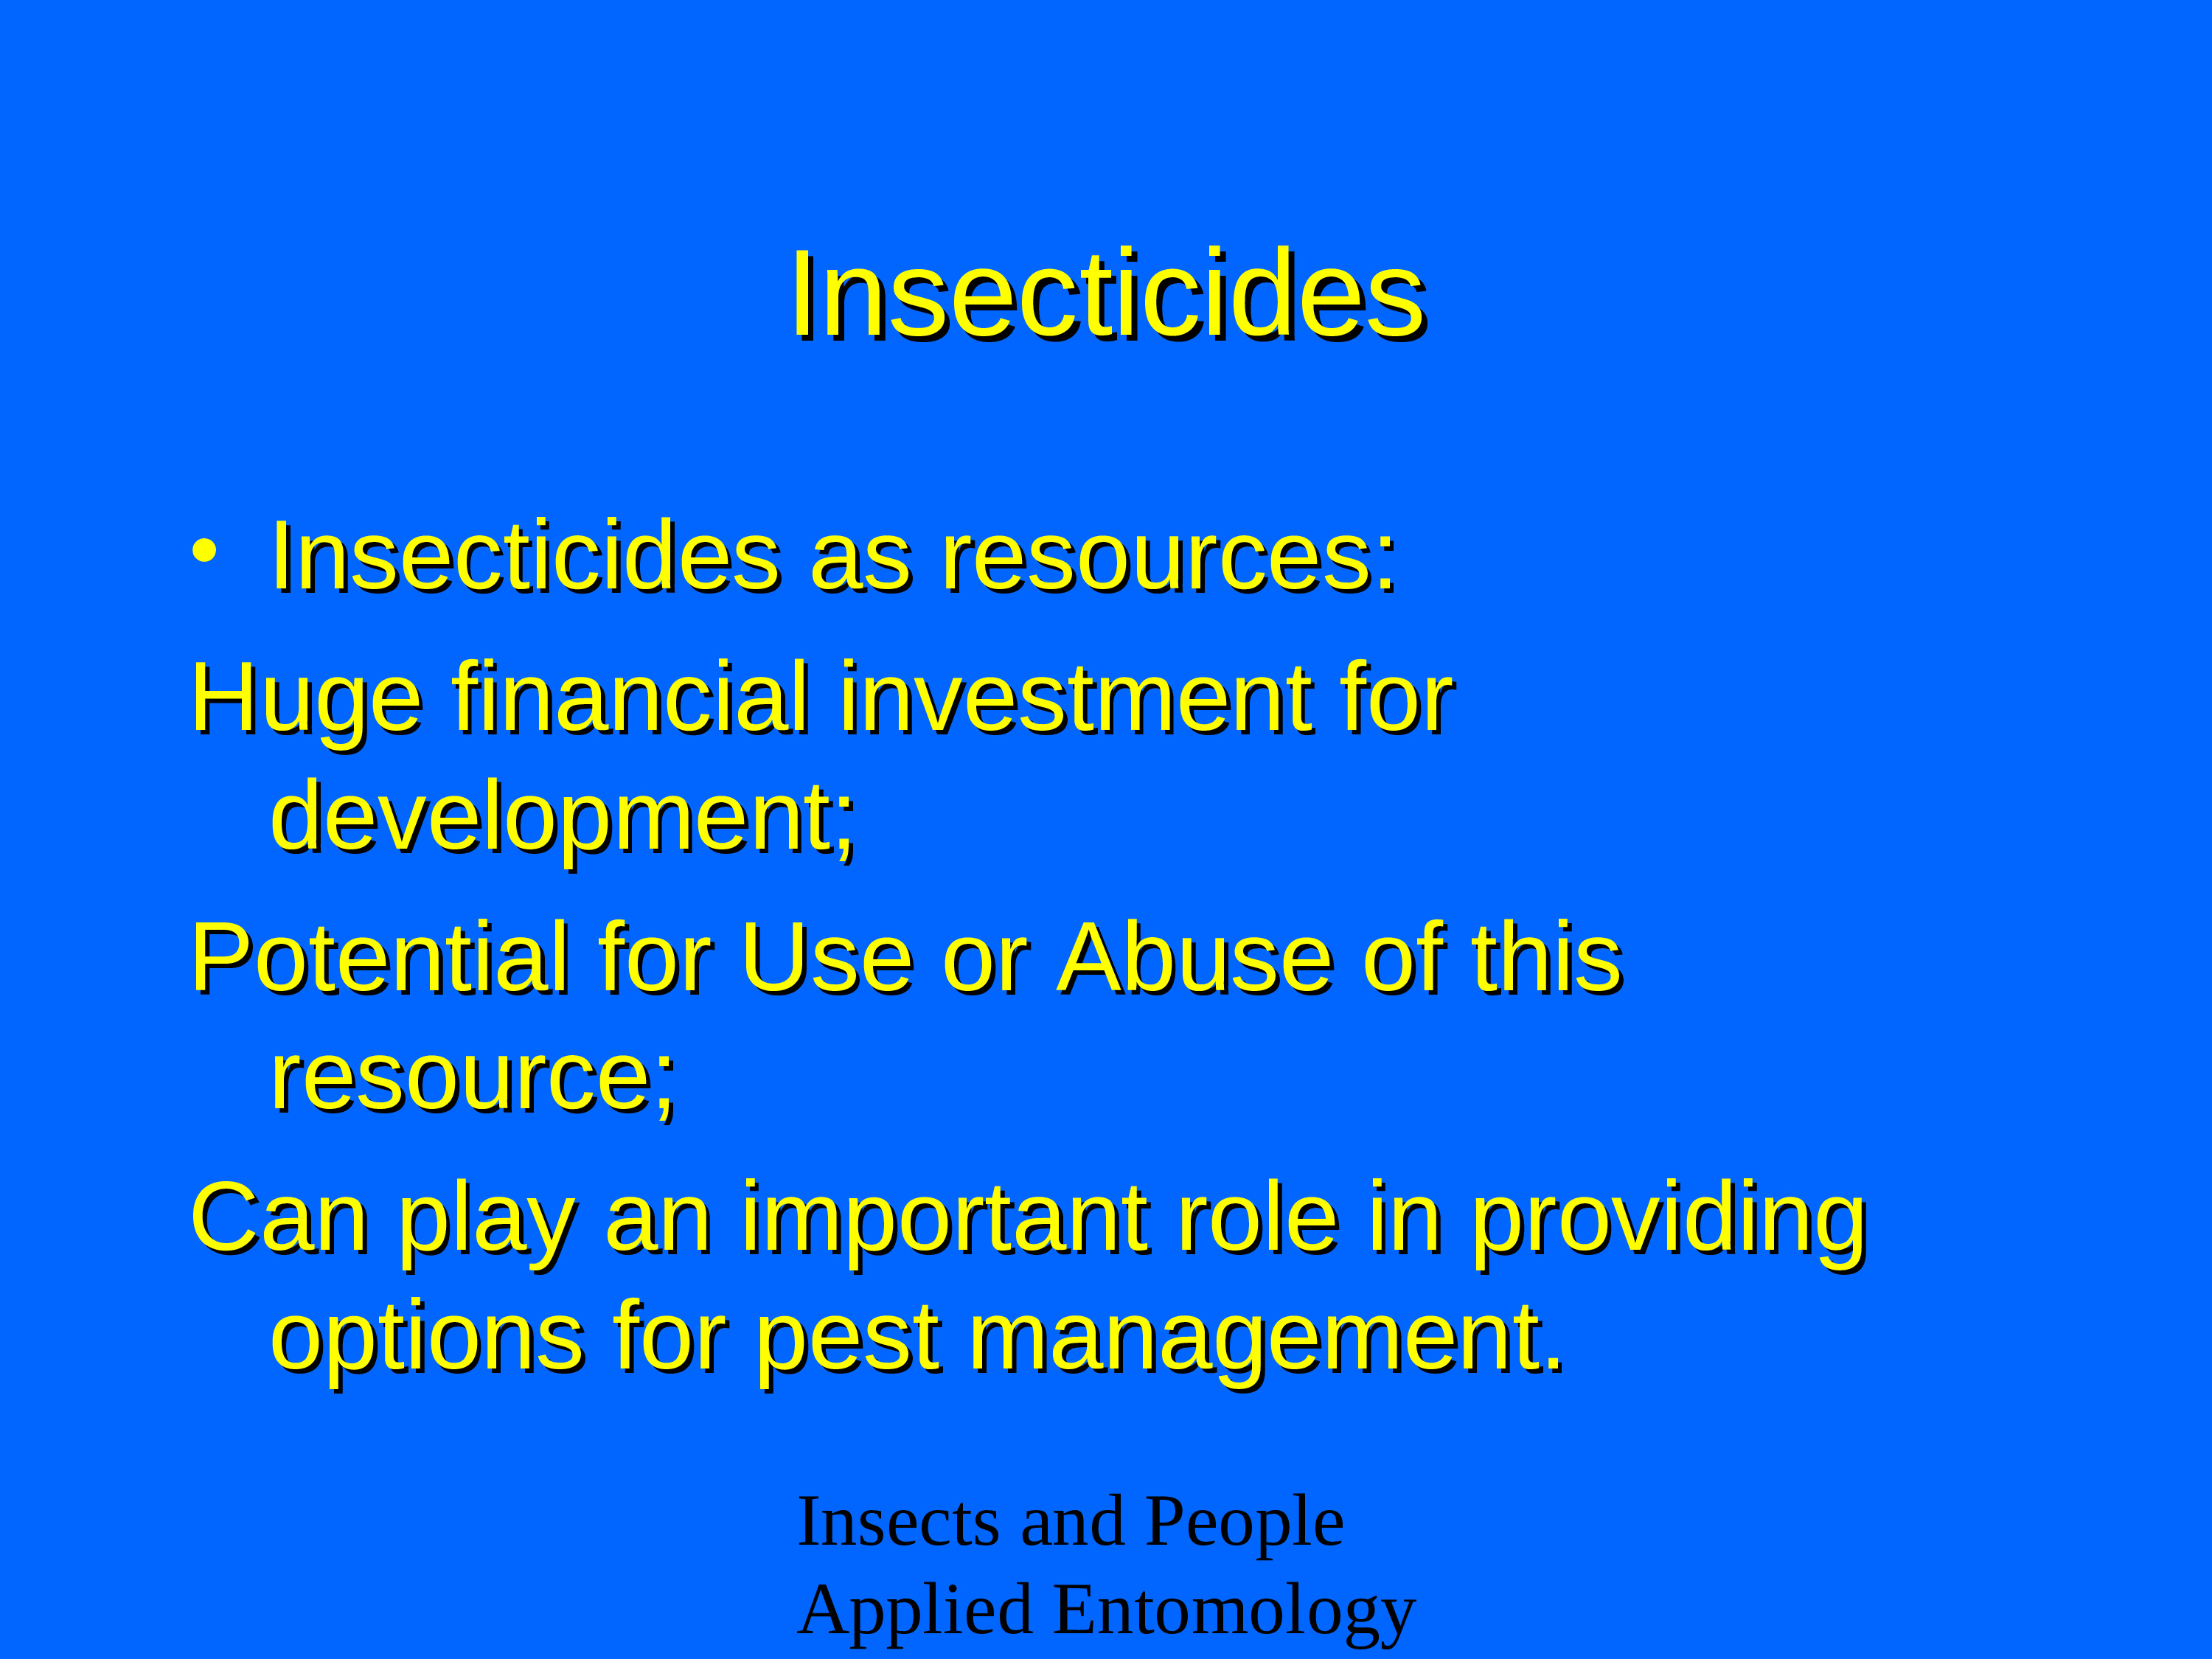 Insecticides
• Insecticides as resources:
Huge financial investment for
development;
Potential for Use or Abuse of this
resource;
Can play an important role in providing
options for pest management.
Insects and People
Applied Entomology